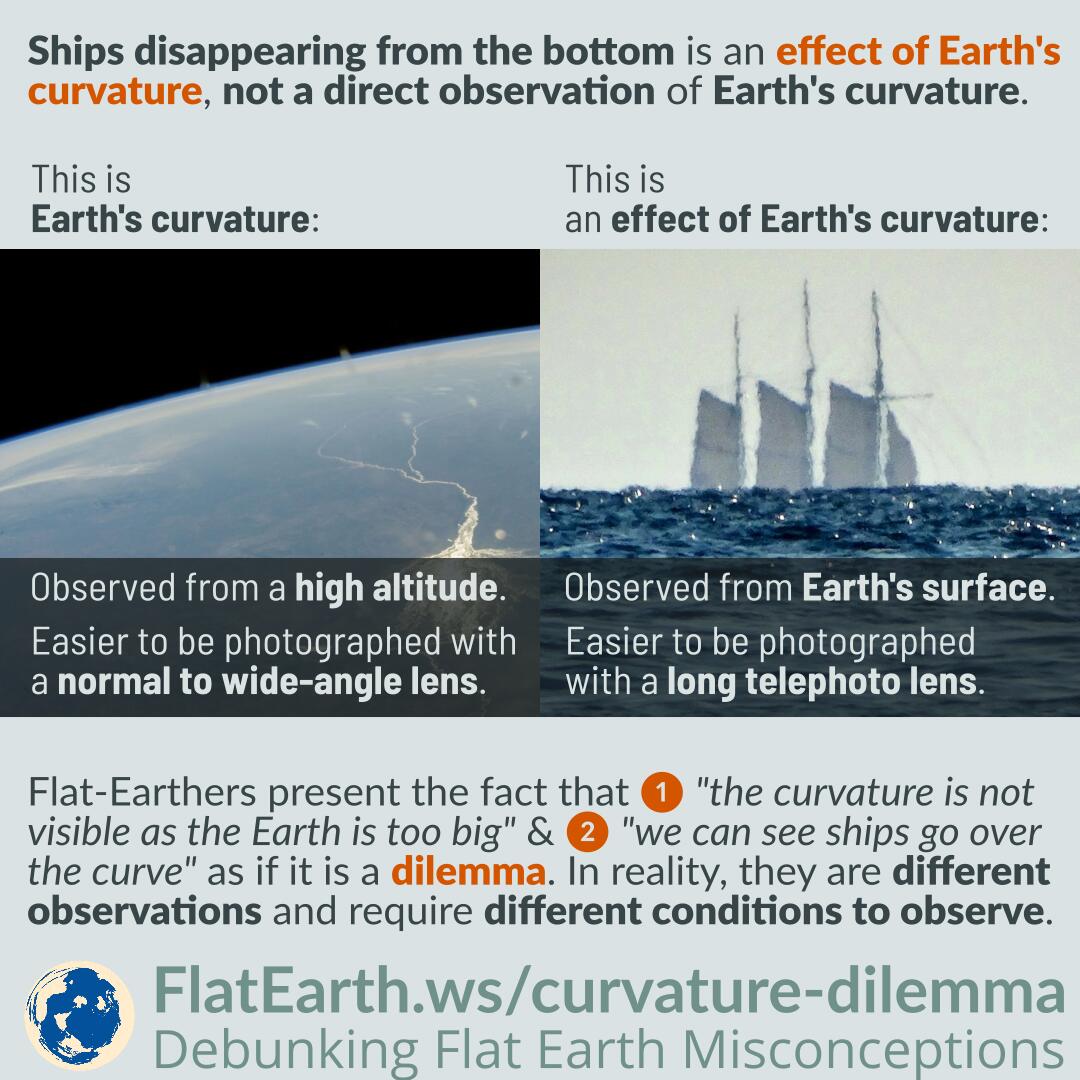 Ships disappearing from the bottom is an effect of Earth's
curvature, not a direct observation of Earth's curvature.
This is
Earth's curvature:
This is
an effect of Earth's curvature:
Observed from a high altitude.
Easier to be photographed with
a normal to wide-angle lens.
Observed from Earth's surface.
Easier to be photographed
with a long telephoto lens.
Flat-Earthers present the fact that 1 "the curvature is not
visible as the Earth is too big" & 2 "we can see ships go over
the curve" as if it is a dilemma. In reality, they are different
observations and require different conditions to observe.
FlatEarth.ws/curvature-dilemma
Debunking Flat Earth Misconceptions